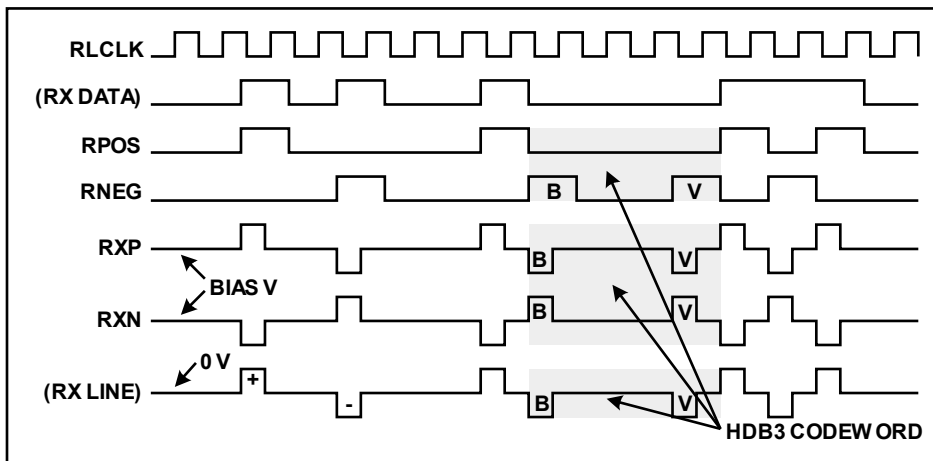 RLCLK
(RX DATA)
RPOS
RNEG
B
V
RXP
B
V
BIAS V
RXN
B
V
0 V
(RX LINE)
+
-
B
V
HDB3 CODEWORD